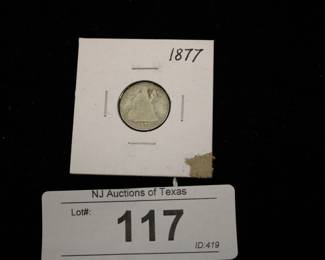 1877
NJ Auctions of Texas
Lot#:
117
ID:419